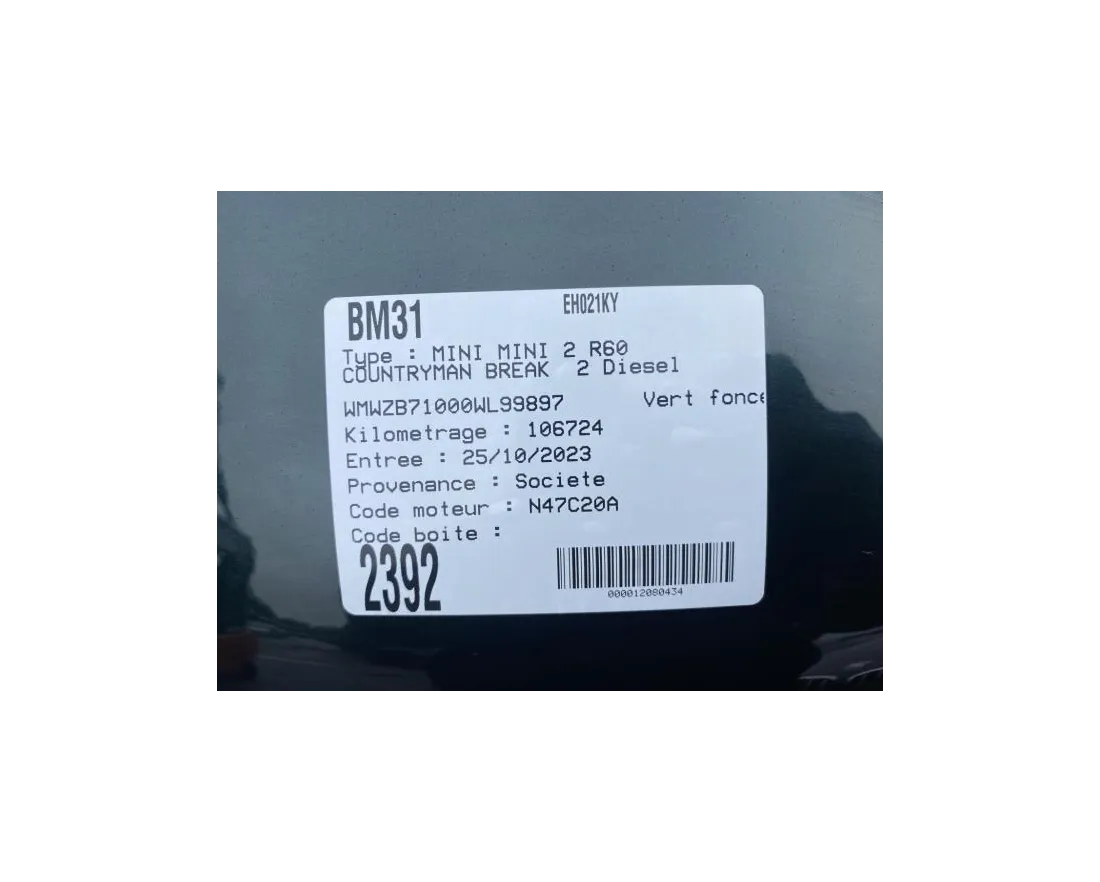 BM31
EH021KY
Type : MINI MINI 2 R60
COUNTRYMAN BREAK 2 Diesel
WMWZB71000WL99897 Vert fonce
Kilometrage : 106724
Entree : 25/10/2023
Provenance : Societe
Code moteur : N47C20A
Code boite :
2392
000012080434